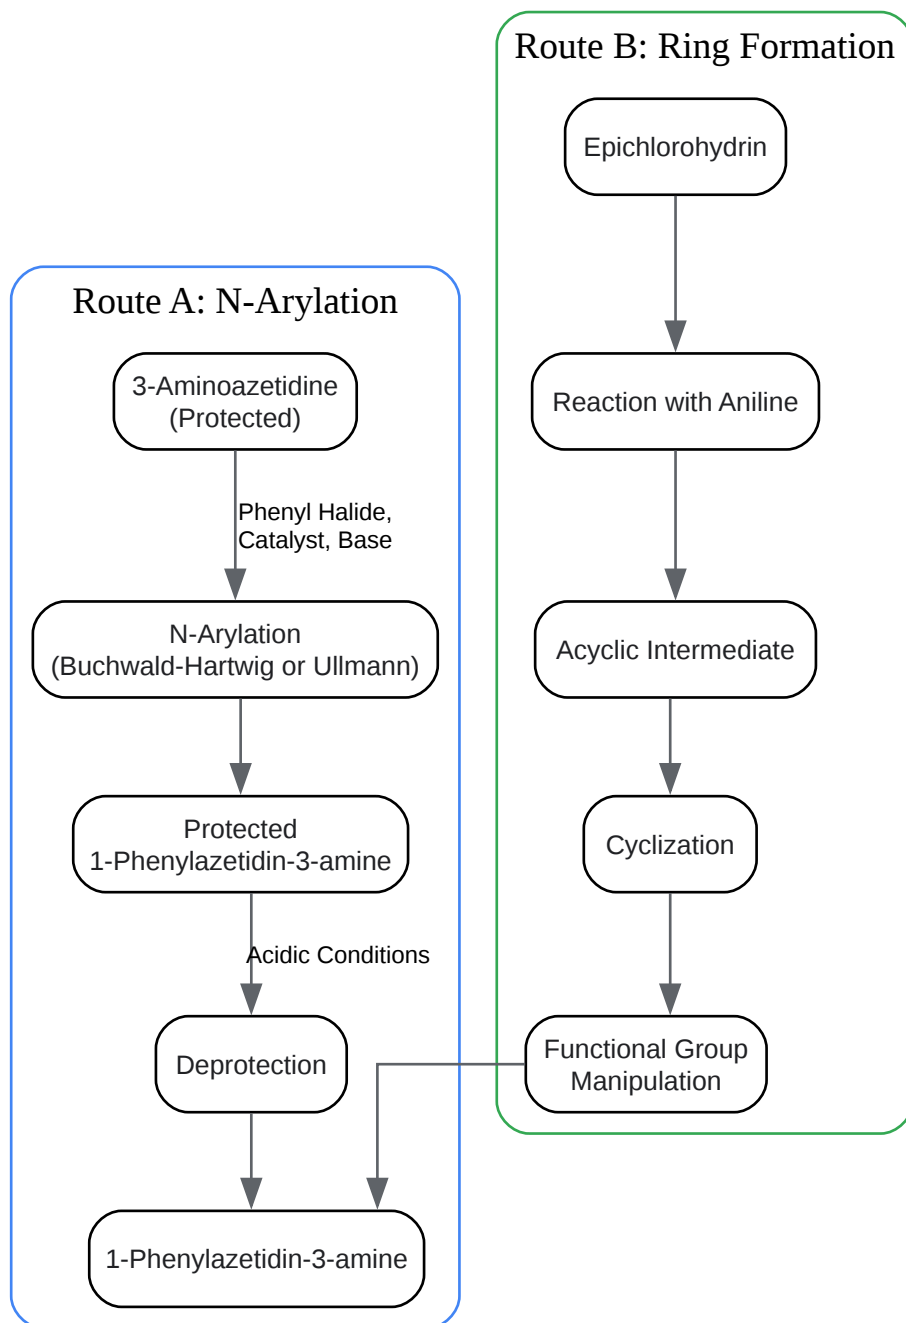 Route B: Ring Formation
Epichlorohydrin
Reaction with Aniline
Acyclic Intermediate
Cyclization
Functional Group
Manipulation
Route A: N-Arylation
3-Aminoazetidine
(Protected)
Phenyl Halide,
Catalyst, Base
N-Arylation
(Buchwald-Hartwig or Ullmann)
Protected
1-Phenylazetidin-3-amine
Acidic Conditions
Deprotection
1-Phenylazetidin-3-amine